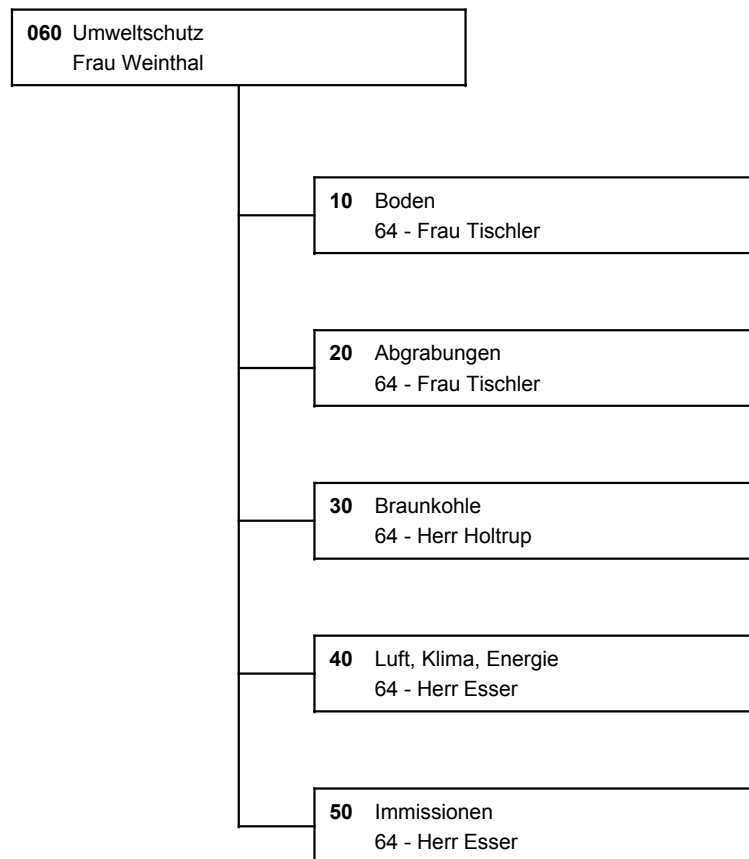 060 Umweltschutz
Frau Weinthal
10 Boden
64 - Frau Tischler
20 Abgrabungen
64 - Frau Tischler
30 Braunkohle
64 - Herr Holtrup
40 Luft, Klima, Energie
64 - Herr Esser
50 Immissionen
64 - Herr Esser